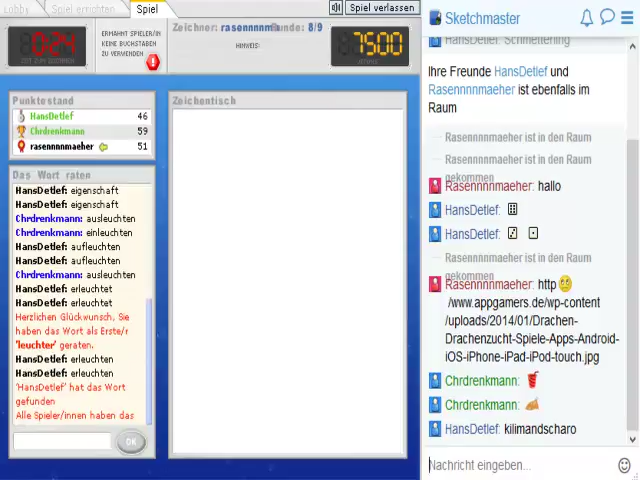 Lobby
Spiel errichten
Spiel
Spiel verlassen
0:24
ERMAHNT SPIELER/IN
KEINE BUCHSTABEN
ZU VERWENDEN
Zeichner: rasennnnm
Runde: 8/9
HINWEIS:
7500
Punktestand
HansDetlef 46
Chrdrenkmann 59
rasennnnmaeher 51
Das Wort raten
HansDetlef: eigenschaft
HansDetlef: eigenschaft
Chrdrenkmann: ausleuchten
Chrdrenkmann: einleuchten
HansDetlef: aufleuchten
HansDetlef: aufleuchten
Chrdrenkmann: ausleuchten
HansDetlef: erleuchtet
HansDetlef: erleuchtet
Herzlichen Glückwunsch, Sie
haben das Wort als Erste/r
'leuchter' geraten.
HansDetlef: erleuchten
HansDetlef: erleuchten
'HansDetlef' hat das Wort
gefunden
Alle Spieler/innen haben das
OK
Zeichentisch
Sketchmaster
HansDetlef: Schmetterling
Ihre Freunde HansDetlef und
Rasennnnmaeher ist ebenfalls im
Raum
Rasennnnmaeher ist in den Raum
Rasennnnmaeher ist in den Raum
gekommen
Rasennnnmaeher: hallo
HansDetlef:
HansDetlef:
Rasennnnmaeher ist in den Raum
gekommen
Rasennnnmaeher: http
/www.appgamers.de/wp-content
/uploads/2014/01/Drachen-
Drachenzucht-Spiele-Apps-Android-
iOS-iPhone-iPad-iPod-touch.jpg
Chrdrenkmann:
Chrdrenkmann:
HansDetlef: kilimandscharo
Nachricht eingeben...